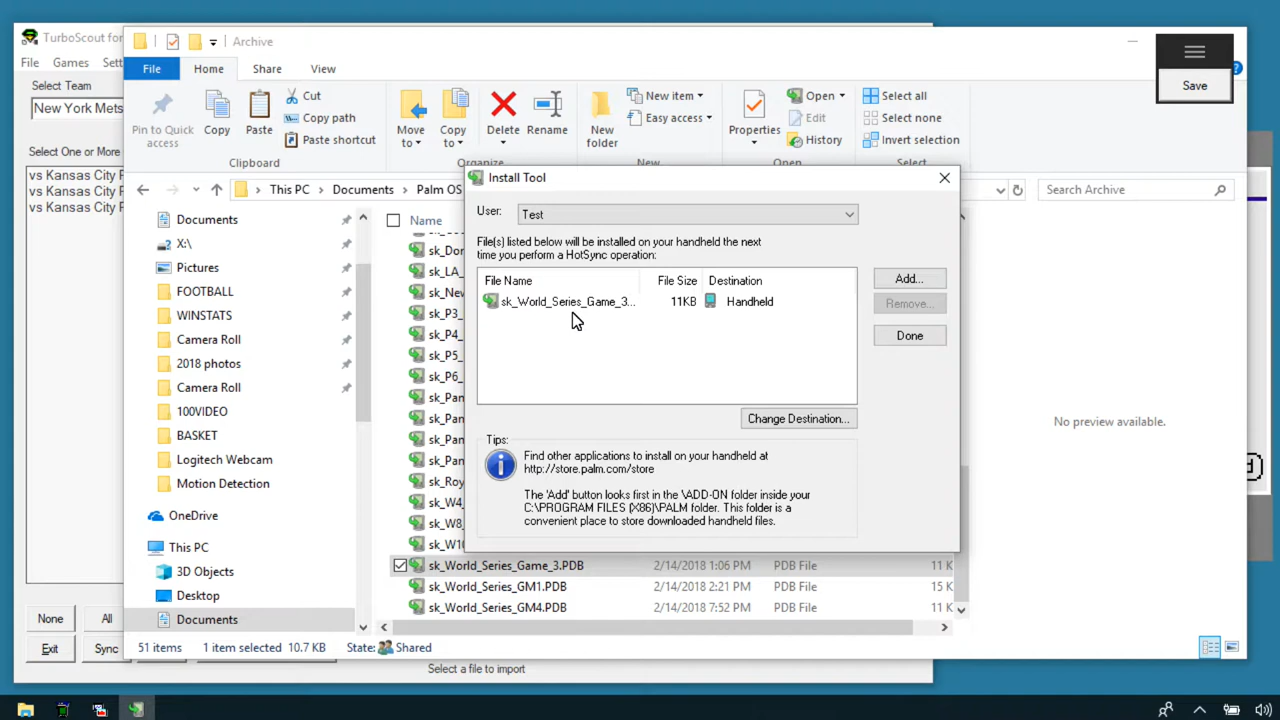 TurboScout for
Archive
Save
File Games Sett
File Home Share View
Select Team
New York Mets
Pin to Quick access
Copy
Paste
Cut
Copy path
Paste shortcut
Move to
Copy to
Delete
Rename
New folder
New item
Easy access
Properties
Open
Edit
History
Select all
Select none
Invert selection
Clipboard
Organize
New
Open
Select
Select One or More
vs Kansas City
vs Kansas City
vs Kansas City
This PC > Documents > Palm OS
Search Archive
Documents
X:\
Pictures
FOOTBALL
WINSTATS
Camera Roll
2018 photos
Camera Roll
100VIDEO
BASKET
Logitech Webcam
Motion Detection
OneDrive
This PC
3D Objects
Desktop
Documents
Name
sk_Dor
sk_LA_
sk_Nev
sk_P3_
sk_P4_
sk_P5_
sk_P6_
sk_Pan
sk_Pan
sk_Pan
sk_Roy
sk_W4_
sk_W8_
sk_W10
sk_World_Series_Game_3.PDB 2/14/2018 1:06 PM PDB File 11 K
sk_World_Series_GM1.PDB 2/14/2018 2:21 PM PDB File 15 K
sk_World_Series_GM4.PDB 2/14/2018 7:52 PM PDB File 11 K
Install Tool
User: Test
File(s) listed below will be installed on your handheld the next
time you perform a HotSync operation:
File Name File Size Destination
sk_World_Series_Game_3... 11KB Handheld
Add...
Remove...
Done
Change Destination...
Tips:
Find other applications to install on your handheld at
http://store.palm.com/store
The 'Add' button looks first in the \ADD-ON folder inside your
C:\PROGRAM FILES (X86)\PALM folder. This folder is a
convenient place to store downloaded handheld files.
No preview available.
None All
Exit Sync
51 items 1 item selected 10.7 KB State: Shared
Select a file to import